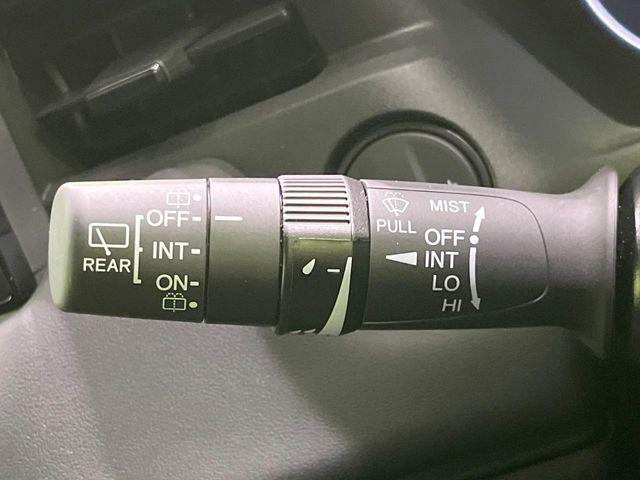 REAR
OFF
INT
ON
PULL
MIST
OFF
INT
LO
HI